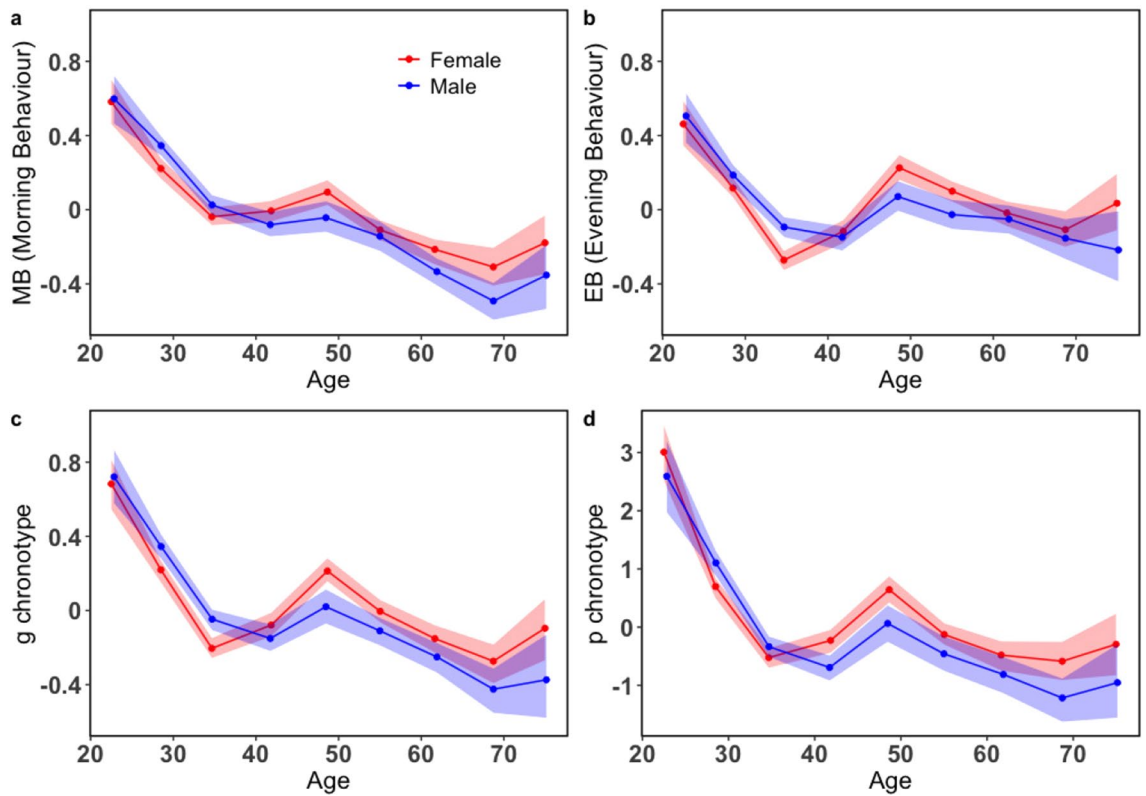 a
MB (Morning Behaviour)
0.8
0.4
0
-0.4
20 30 40 50 60 70
Age
Female
Male
b
EB (Evening Behaviour)
0.8
0.4
0
-0.4
20 30 40 50 60 70
Age
c
g chronotype
0.8
0.4
0
-0.4
20 30 40 50 60 70
Age
d
p chronotype
3
2
1
0
-1
20 30 40 50 60 70
Age